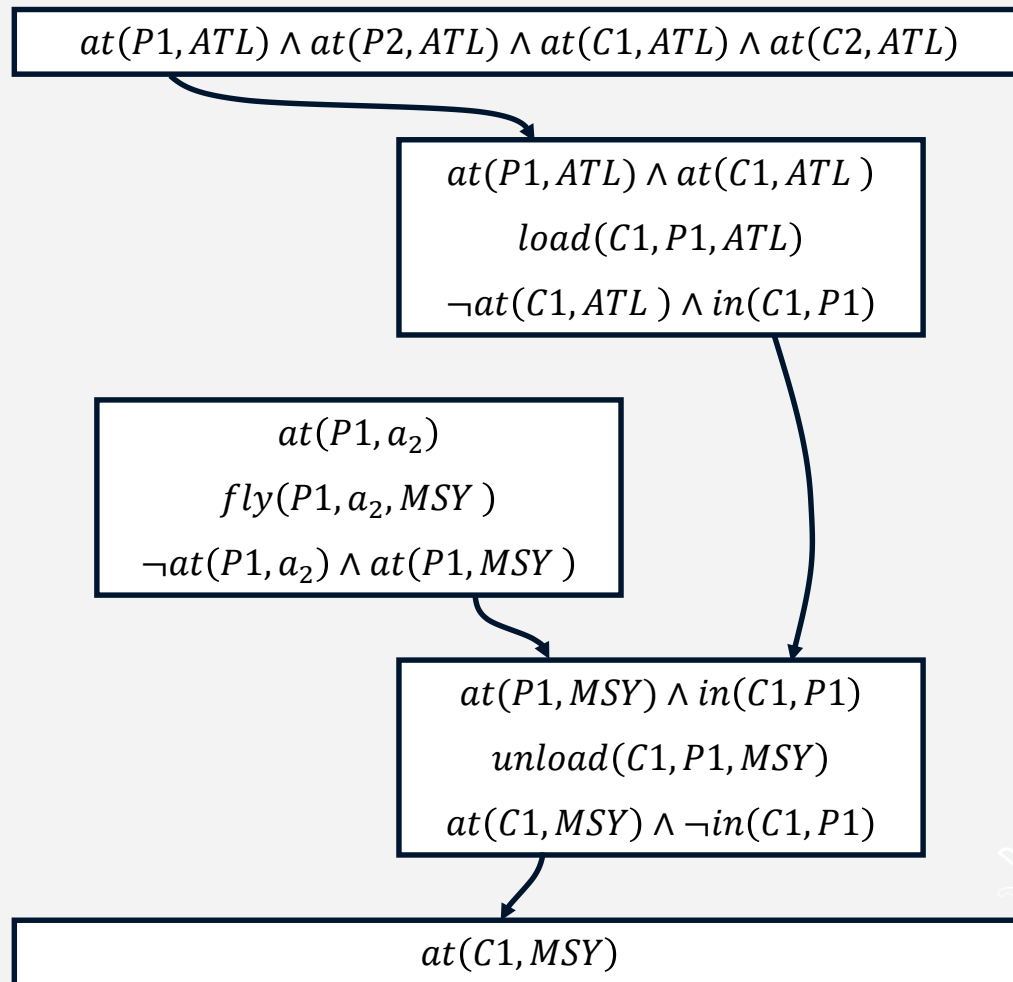 at(P1, ATL) ∧ at(P2, ATL) ∧ at(C1, ATL) ∧ at(C2, ATL)
at(P1, ATL) ∧ at(C1, ATL )
load(C1, P1, ATL)
¬at(C1, ATL ) ∧ in(C1, P1)
at(P1, a₂)
fly(P1, a₂, MSY )
¬at(P1, a₂) ∧ at(P1, MSY )
at(P1, MSY) ∧ in(C1, P1)
unload(C1, P1, MSY)
at(C1, MSY) ∧ ¬in(C1, P1)
at(C1, MSY)